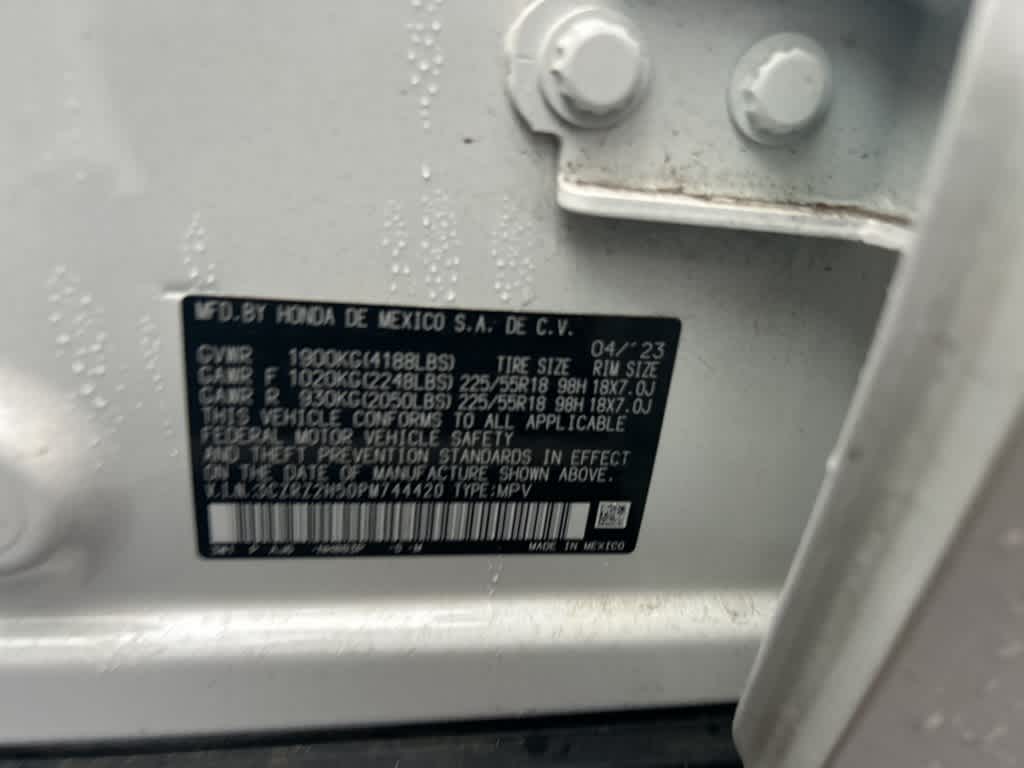 MFD.BY HONDA DE MEXICO S.A. DE C.V.
04/'23
GVWR 1900KG(4188LBS) TIRE SIZE RIM SIZE
GAWR F 1020KG(2248LBS) 225/55R18 98H 18X7.0J
GAWR R 930KG(2050LBS) 225/55R18 98H 18X7.0J
THIS VEHICLE CONFORMS TO ALL APPLICABLE
FEDERAL MOTOR VEHICLE SAFETY
AND THEFT PREVENTION STANDARDS IN EFFECT
ON THE DATE OF MANUFACTURE SHOWN ABOVE.
V.I.N. 3CZRZ2H50PM744420 TYPE:MPV
MADE IN MEXICO